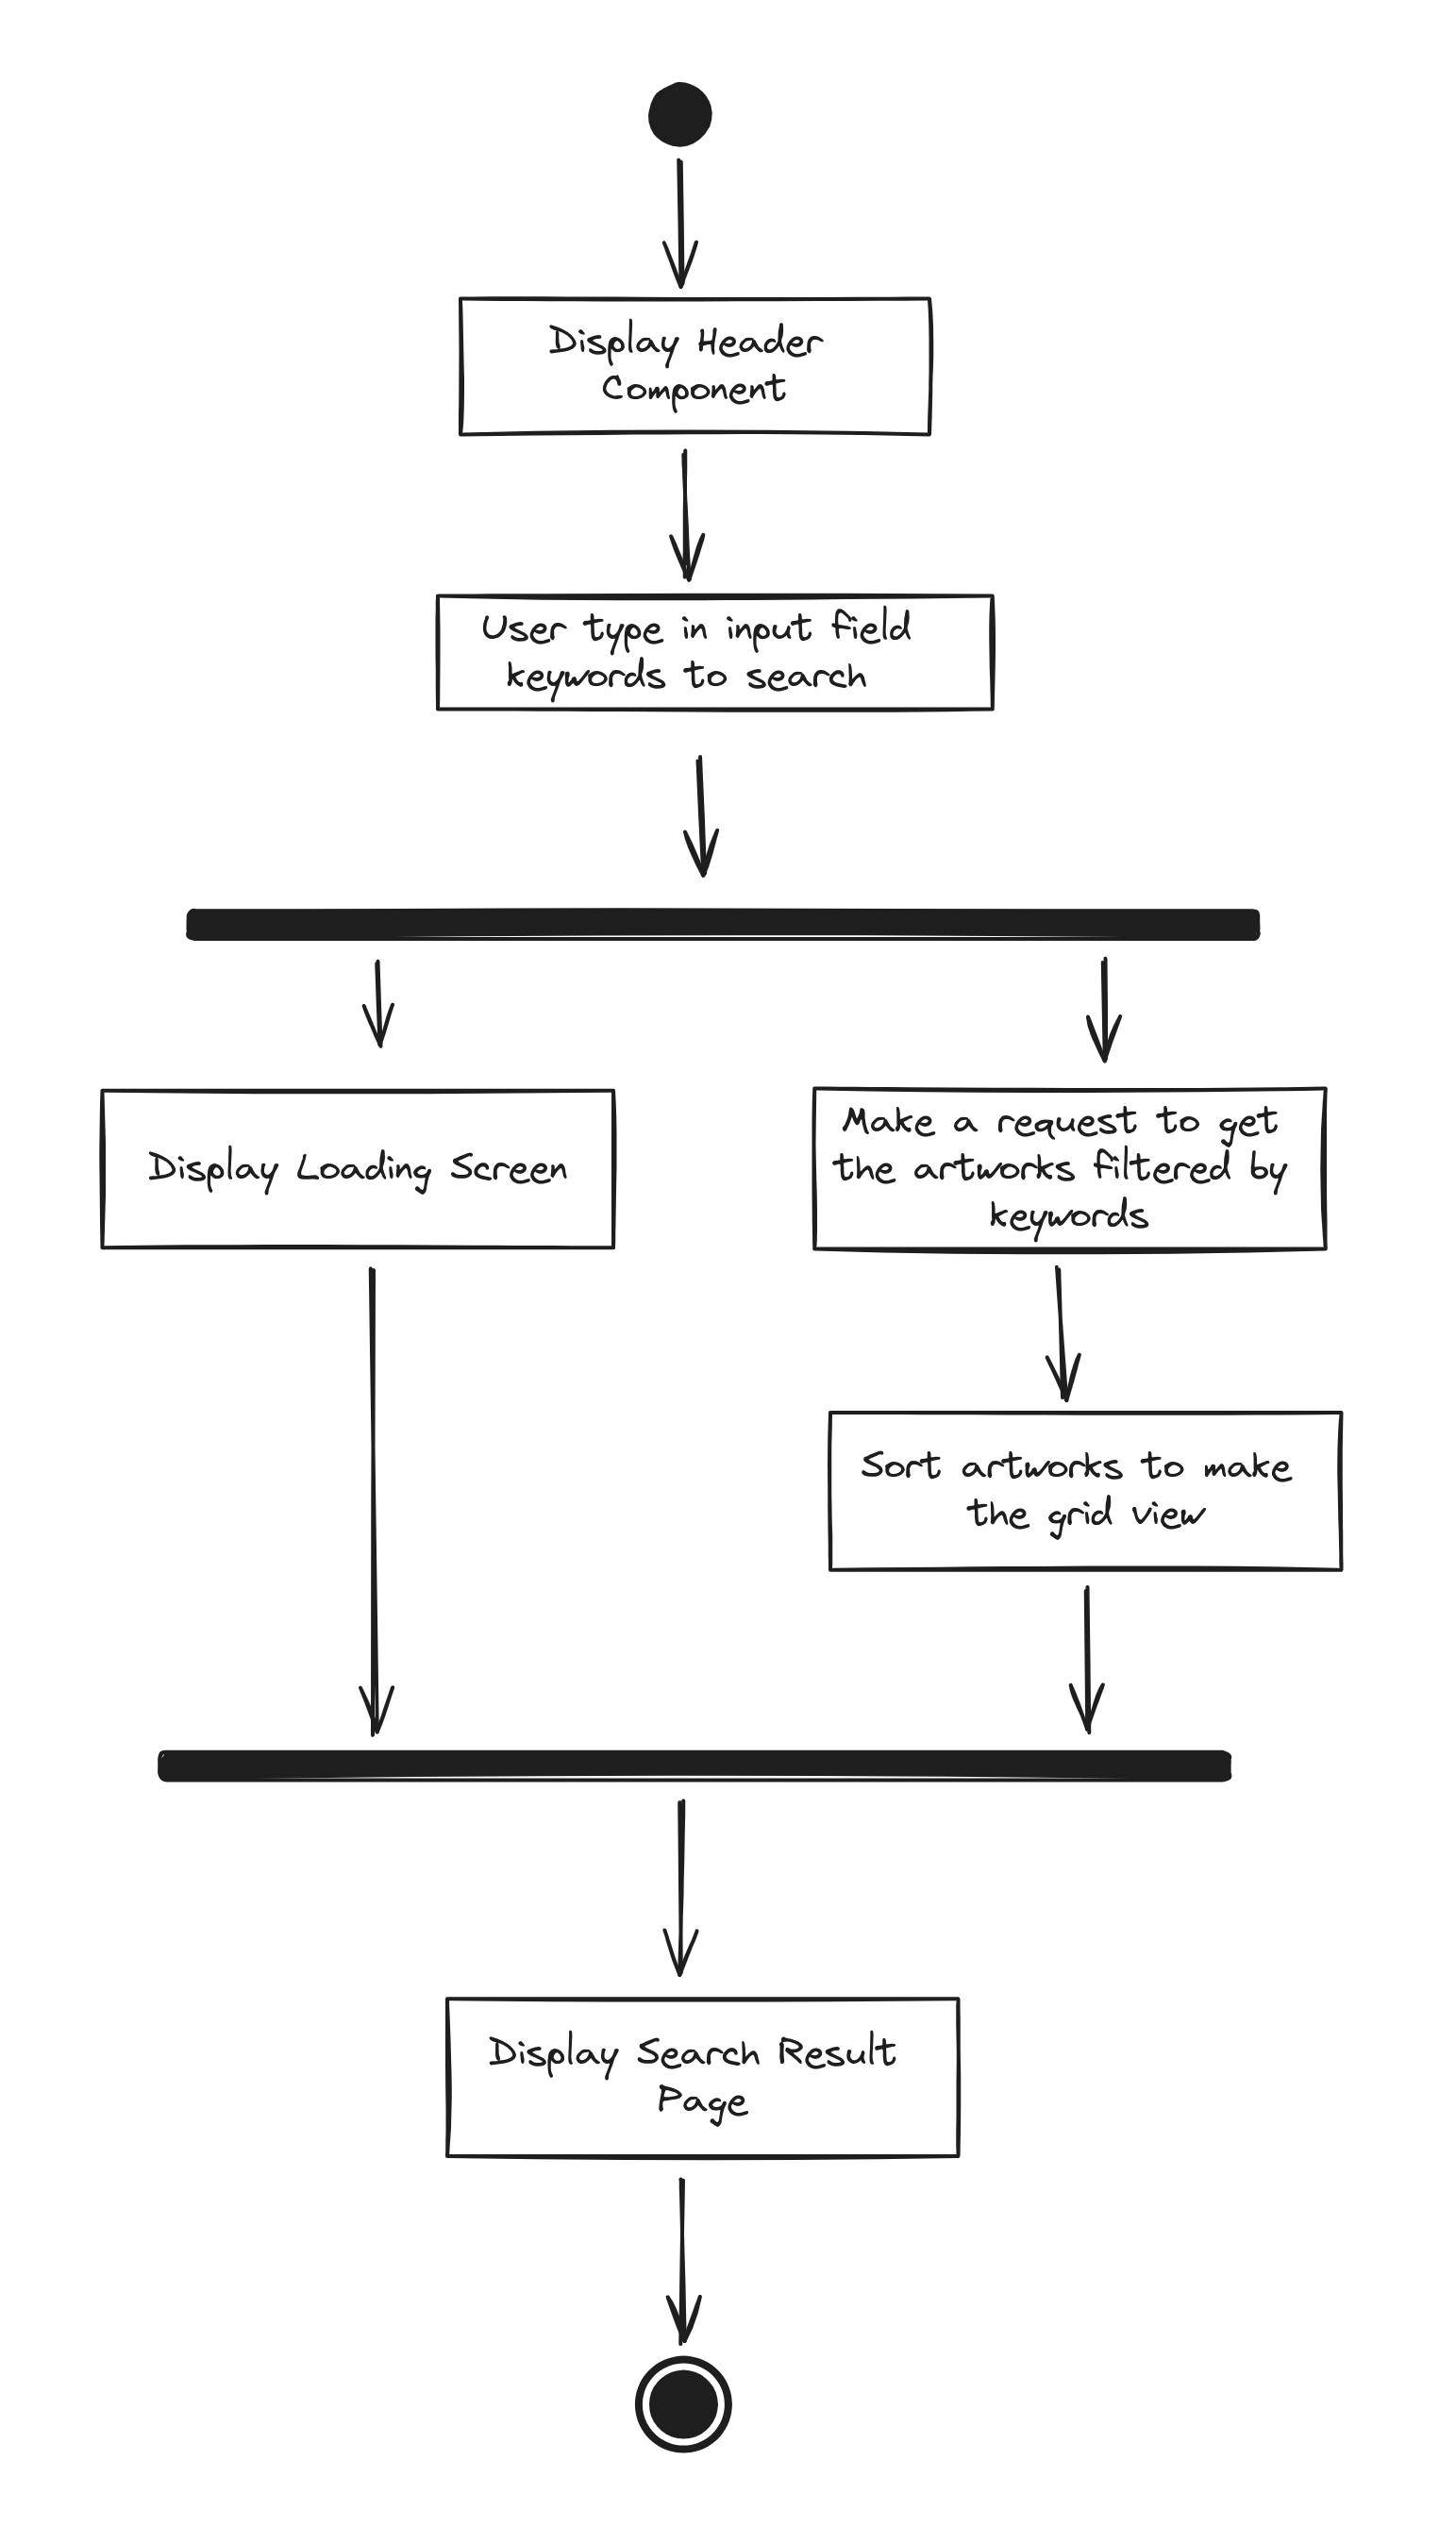 Display Header
Component
User type in input field
keywords to search
Display Loading Screen
Make a request to get
the artworks filtered by
keywords
Sort artworks to make
the grid view
Display Search Result
Page